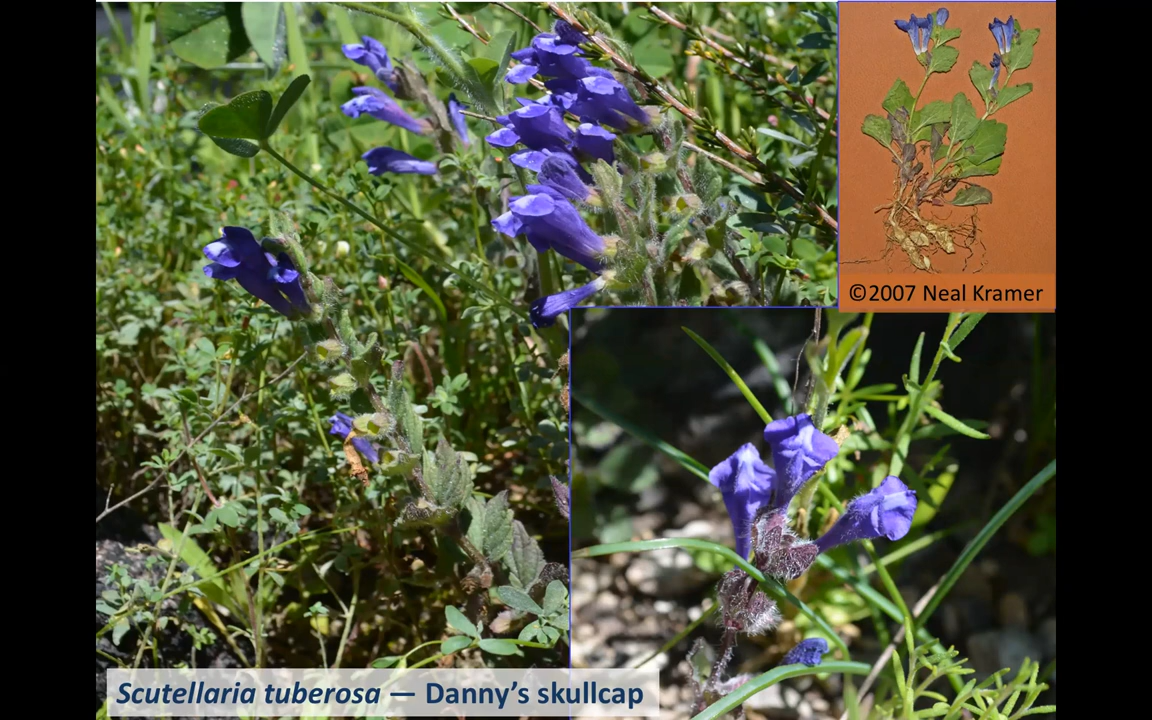 ©2007 Neal Kramer
Scutellaria tuberosa — Danny’s skullcap